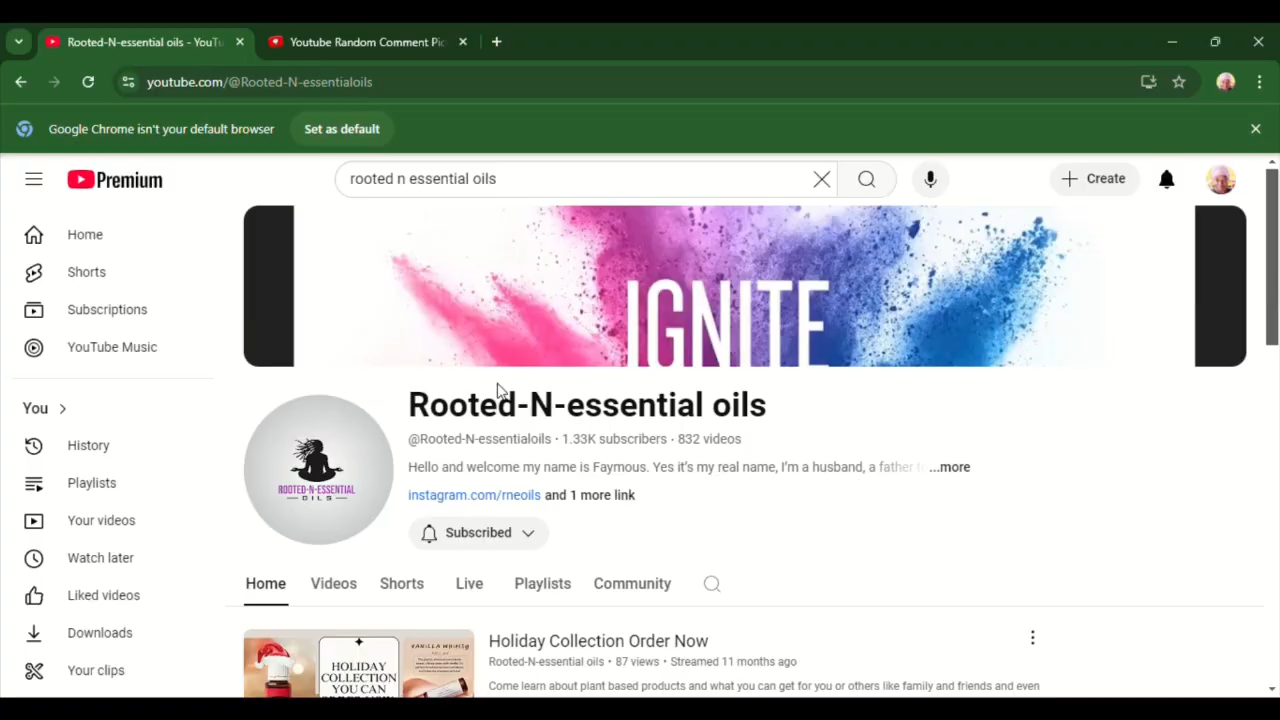 Rooted-N-essential oils - YouTu
Youtube Random Comment Pic
youtube.com/@Rooted-N-essentialoils
Google Chrome isn't your default browser
Set as default
Premium
rooted n essential oils
Create
Home
Shorts
Subscriptions
YouTube Music
You
History
Playlists
Your videos
Watch later
Liked videos
Downloads
Your clips
IGNITE
ROOTED-N-ESSENTIAL
OILS
Rooted-N-essential oils
@Rooted-N-essentialoils · 1.33K subscribers · 832 videos
Hello and welcome my name is Faymous. Yes it's my real name, I'm a husband, a father ...more
instagram.com/rneoils and 1 more link
Subscribed
Home Videos Shorts Live Playlists Community
HOLIDAY
COLLECTION
YOU CAN
Holiday Collection Order Now
Rooted-N-essential oils · 87 views · Streamed 11 months ago
Come learn about plant based products and what you can get for you or others like family and friends and even